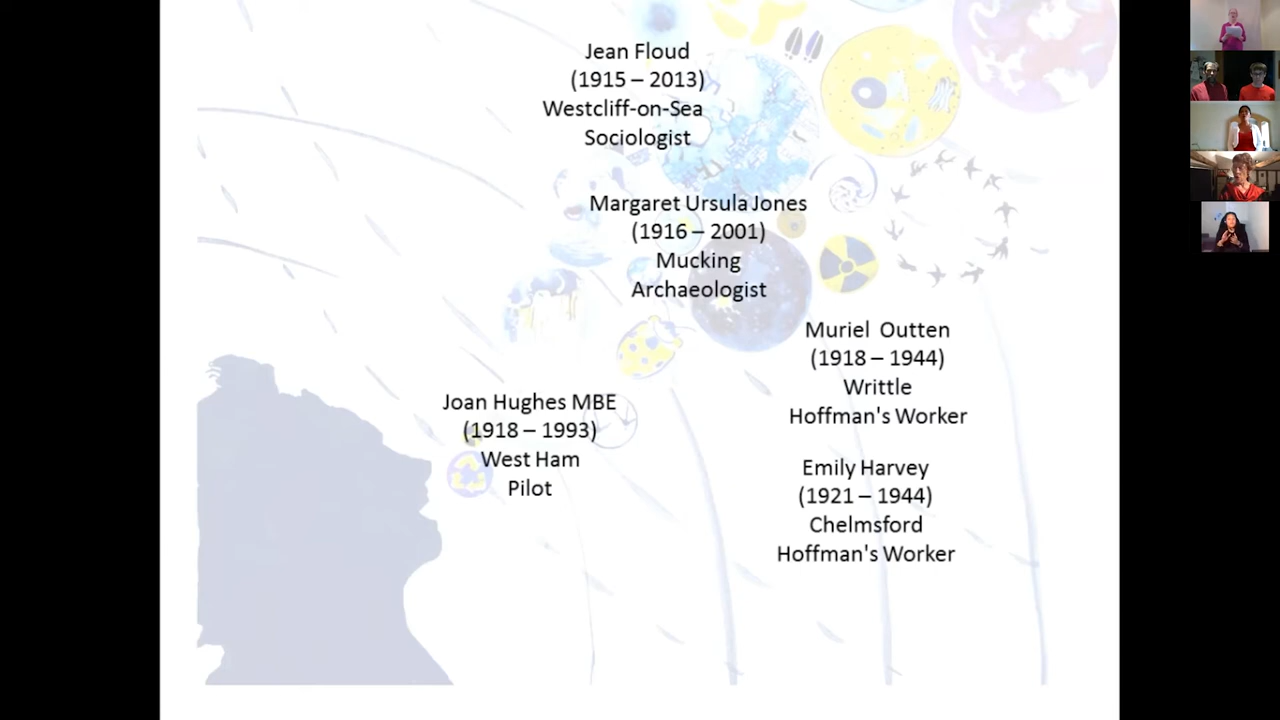 Jean Floud
(1915 – 2013)
Westcliff-on-Sea
Sociologist
Margaret Ursula Jones
(1916 – 2001)
Mucking
Archaeologist
Muriel Outten
(1918 – 1944)
Writtle
Hoffman's Worker
Joan Hughes MBE
(1918 – 1993)
West Ham
Pilot
Emily Harvey
(1921 – 1944)
Chelmsford
Hoffman's Worker